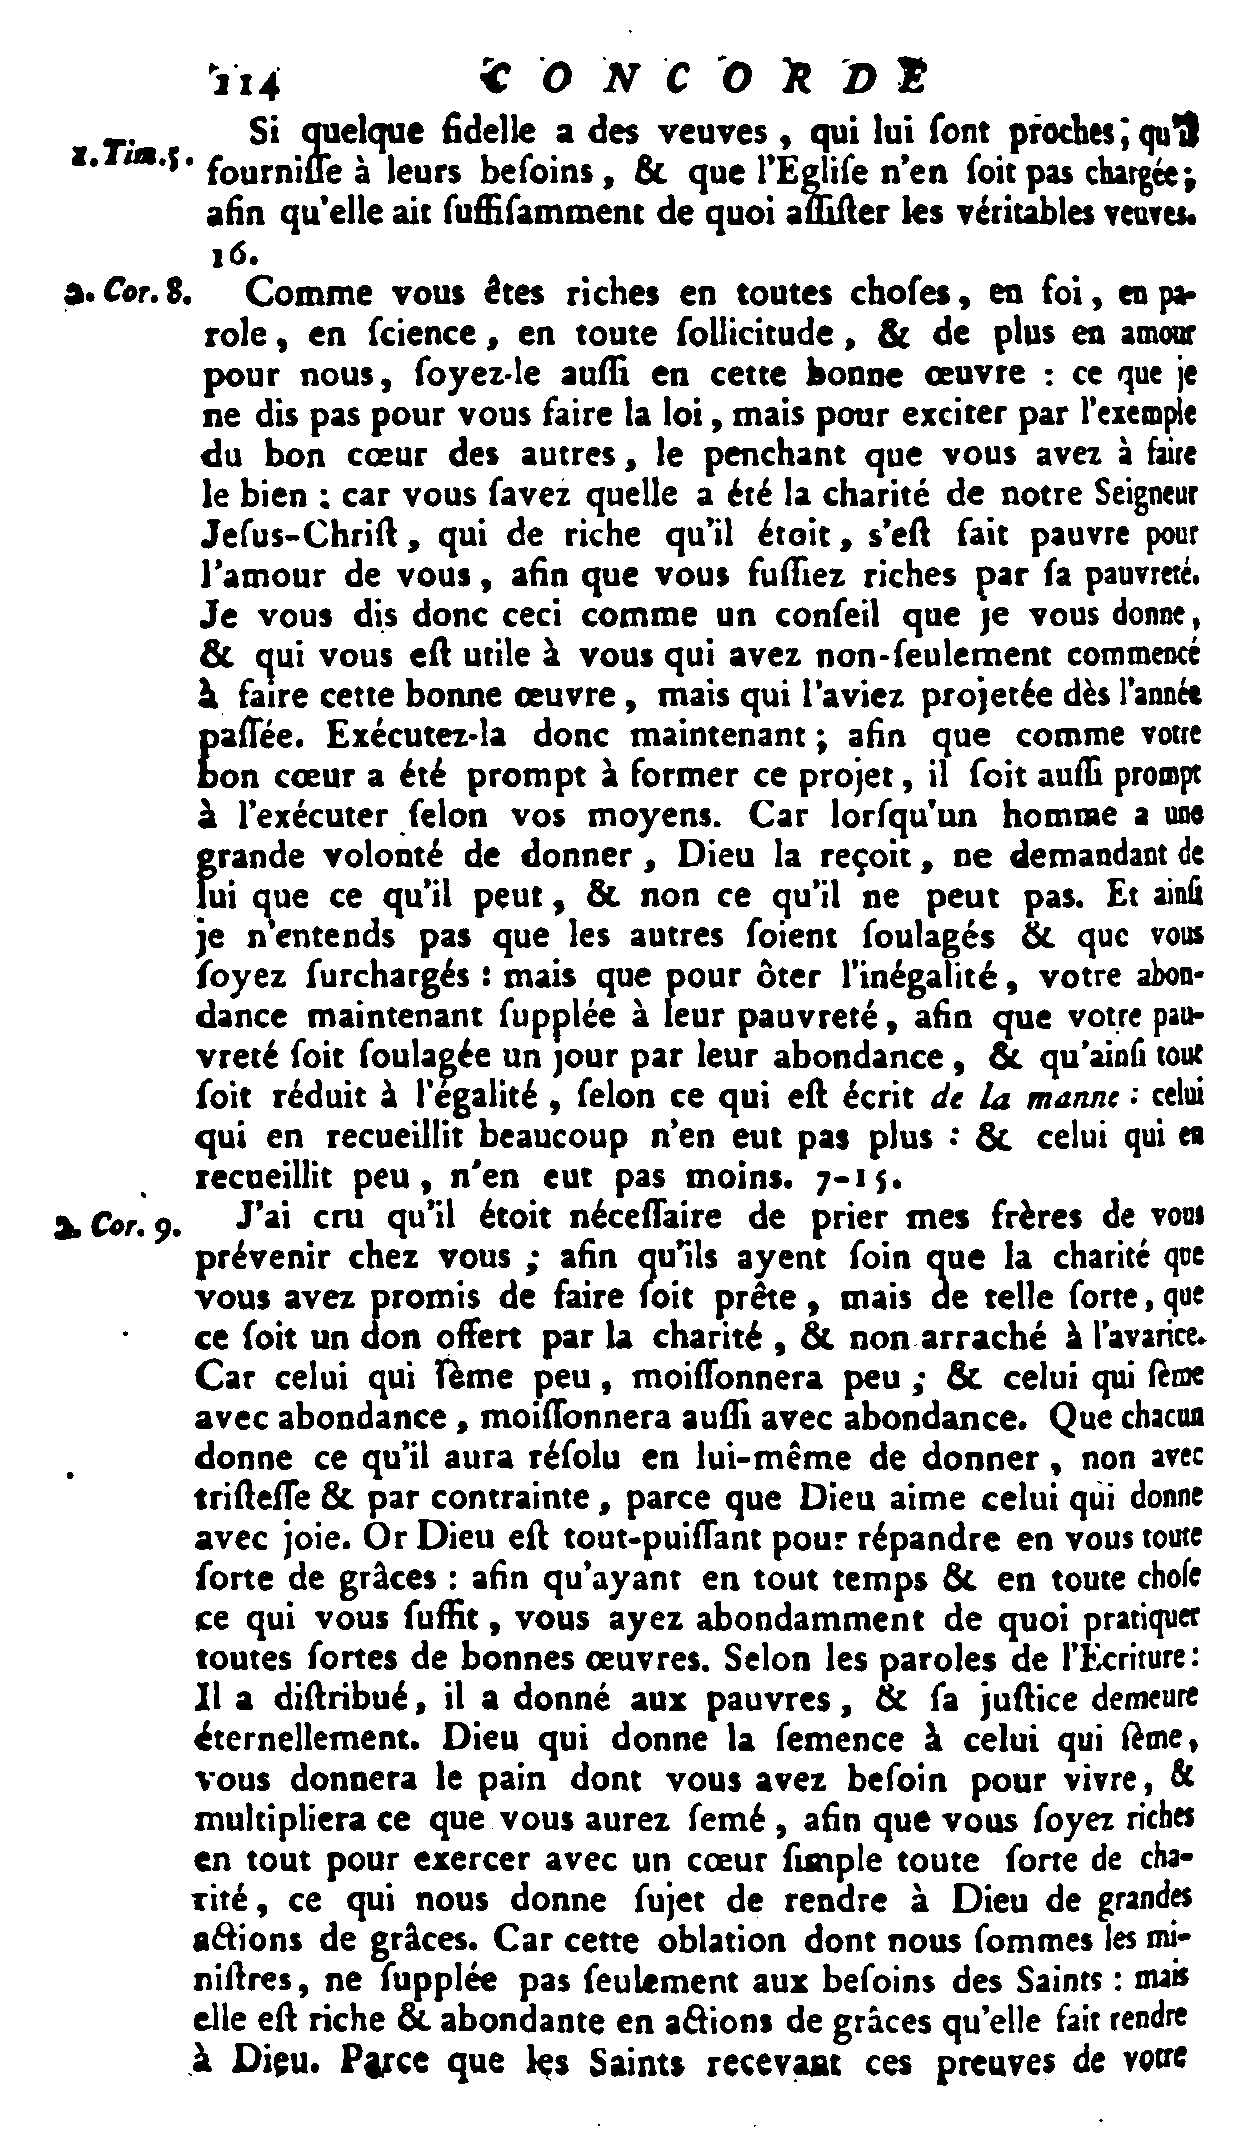 114 CONCORDE
1. Tim. 5. Si quelque fidelle a des veuves, qui lui ſont proches; qu'il
fourniſſe à leurs beſoins, & que l'Egliſe n'en ſoit pas chargée;
afin qu'elle ait ſuffiſamment de quoi aſſiſter les véritables veuves.
16.
2. Cor. 8. Comme vous êtes riches en toutes choſes, en foi, en pa-
role, en ſcience, en toute ſollicitude, & de plus en amour
pour nous, ſoyez-le auſſi en cette bonne œuvre : ce que je
ne dis pas pour vous faire la loi, mais pour exciter par l'exemple
du bon cœur des autres, le penchant que vous avez à faire
le bien : car vous ſavez quelle a été la charité de notre Seigneur
Jeſus-Chriſt, qui de riche qu'il étoit, s'eſt fait pauvre pour
l'amour de vous, afin que vous fuſſiez riches par ſa pauvreté.
Je vous dis donc ceci comme un conſeil que je vous donne,
& qui vous eſt utile à vous qui avez non-ſeulement commencé
à faire cette bonne œuvre, mais qui l'aviez projetée dès l'année
paſſée. Exécutez-la donc maintenant; afin que comme votre
bon cœur a été prompt à former ce projet, il ſoit auſſi prompt
à l'exécuter ſelon vos moyens. Car lorſqu'un homme a une
grande volonté de donner, Dieu la reçoit, ne demandant de
lui que ce qu'il peut, & non ce qu'il ne peut pas. Et ainſi
je n'entends pas que les autres ſoient ſoulagés & que vous
ſoyez ſurchargés : mais que pour ôter l'inégalité, votre abon-
dance maintenant ſupplée à leur pauvreté, afin que votre pau-
vreté ſoit ſoulagée un jour par leur abondance, & qu'ainſi tout
ſoit réduit à l'égalité, ſelon ce qui eſt écrit de la manne : celui
qui en recueillit beaucoup n'en eut pas plus : & celui qui en
recueillit peu, n'en eut pas moins. 7-15.
2. Cor. 9. J'ai cru qu'il étoit néceſſaire de prier mes frères de vous
prévenir chez vous ; afin qu'ils ayent ſoin que la charité que
vous avez promis de faire ſoit prête, mais de telle ſorte, que
ce ſoit un don offert par la charité, & non arraché à l'avarice.
Car celui qui ſème peu, moiſſonnera peu ; & celui qui ſème
avec abondance, moiſſonnera auſſi avec abondance. Que chacun
donne ce qu'il aura réſolu en lui-même de donner, non avec
triſteſſe & par contrainte, parce que Dieu aime celui qui donne
avec joie. Or Dieu eſt tout-puiſſant pour répandre en vous toute
ſorte de grâces : afin qu'ayant en tout temps & en toute choſe
ce qui vous ſuffit, vous ayez abondamment de quoi pratiquer
toutes ſortes de bonnes œuvres. Selon les paroles de l'Ecriture:
Il a diſtribué, il a donné aux pauvres, & ſa juſtice demeure
éternellement. Dieu qui donne la ſemence à celui qui ſème,
vous donnera le pain dont vous avez beſoin pour vivre, &
multipliera ce que vous aurez ſemé, afin que vous ſoyez riches
en tout pour exercer avec un cœur ſimple toute ſorte de cha-
rité, ce qui nous donne ſujet de rendre à Dieu de grandes
actions de grâces. Car cette oblation dont nous ſommes les mi-
niſtres, ne ſupplée pas ſeulement aux beſoins des Saints : mais
elle eſt riche & abondante en actions de grâces qu'elle fait rendre
à Dieu. Parce que les Saints recevant ces preuves de votre